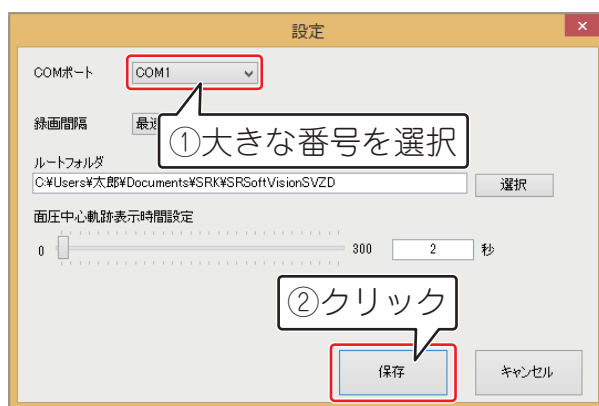 設定
COMポート COM1
①大きな番号を選択
録画間隔
ルートフォルダ
C:¥Users¥太郎¥Documents¥SRK¥SRSoftVisionSVZD 選択
面圧中心軌跡表示時間設定
0 300 2 秒
②クリック
保存 キャンセル